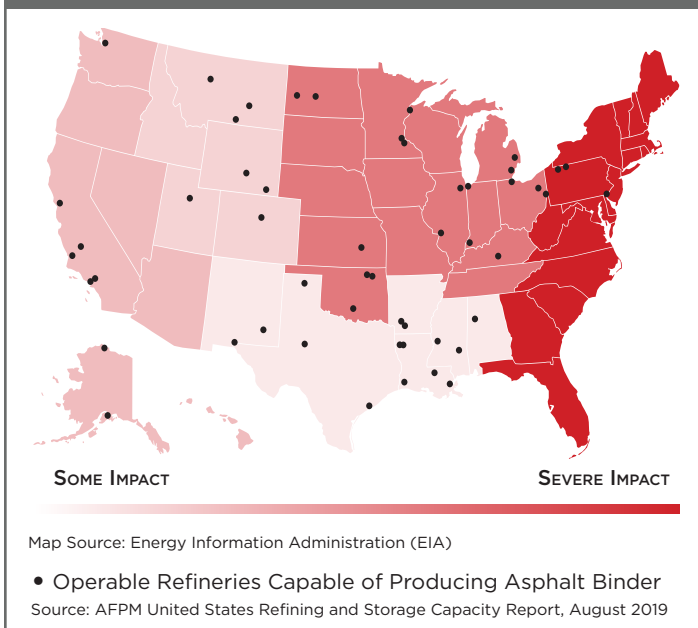 Some Impact
Severe Impact
Map Source: Energy Information Administration (EIA)
• Operable Refineries Capable of Producing Asphalt Binder
Source: AFPM United States Refining and Storage Capacity Report, August 2019